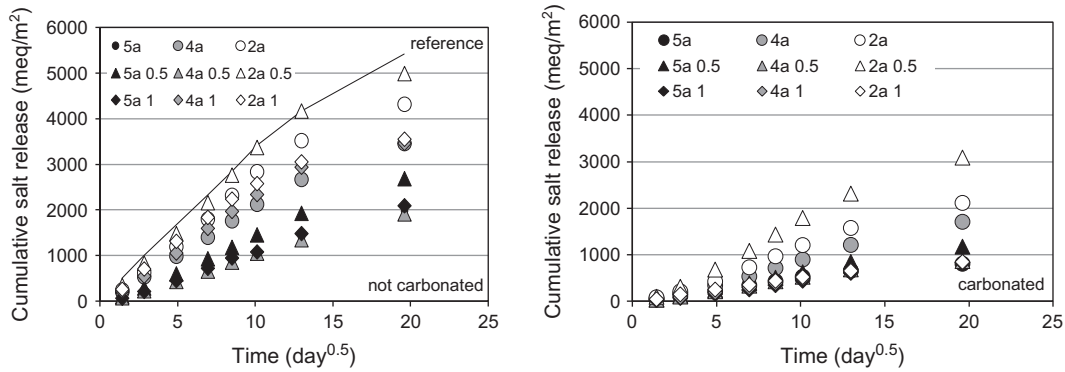 Cumulative salt release (meq/m²)
6000
5000
4000
3000
2000
1000
0
5a 4a 2a
5a 0.5 4a 0.5 2a 0.5
5a 1 4a 1 2a 1
reference
not carbonated
0 5 10 15 20 25
Time (day^0.5)
Cumulative salt release (meq/m²)
6000
5000
4000
3000
2000
1000
0
5a 4a 2a
5a 0.5 4a 0.5 2a 0.5
5a 1 4a 1 2a 1
carbonated
0 5 10 15 20 25
Time (day^0.5)